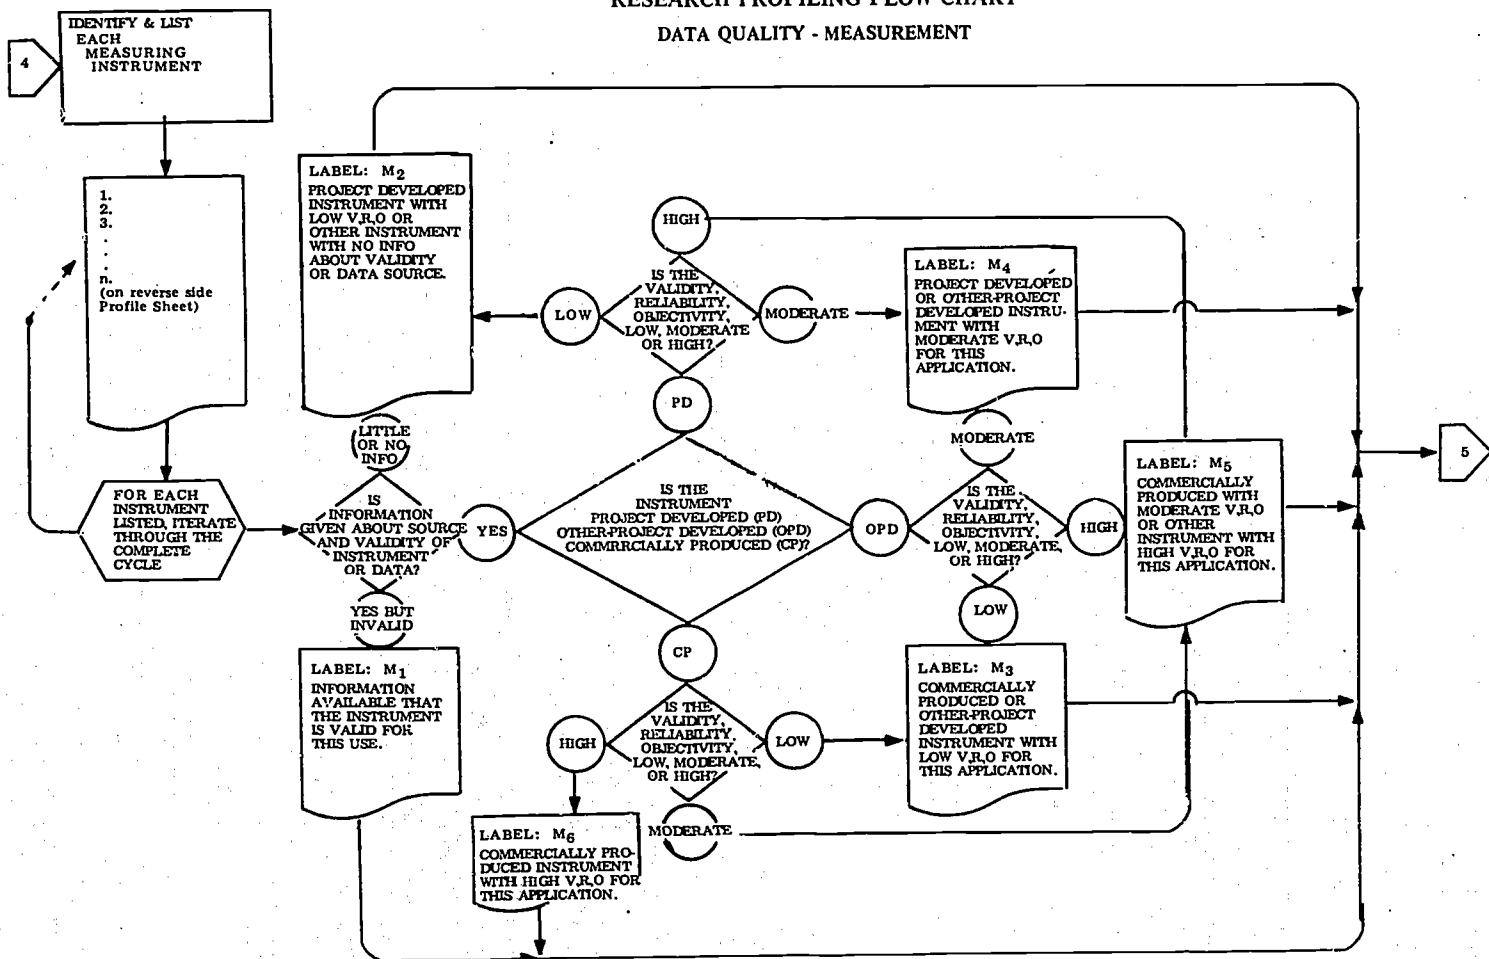 RESEARCH PROFILING FLOW CHART
DATA QUALITY - MEASUREMENT
4
IDENTIFY & LIST
EACH
MEASURING
INSTRUMENT
1.
2.
3.
.
.
.
n.
(on reverse side
Profile Sheet)
FOR EACH
INSTRUMENT
LISTED, ITERATE
THROUGH THE
COMPLETE
CYCLE
LABEL: M2
PROJECT DEVELOPED
INSTRUMENT WITH
LOW V,R,O OR
OTHER INSTRUMENT
WITH NO INFO
ABOUT VALIDITY
OR DATA SOURCE.
LITTLE
OR NO
INFO
IS
INFORMATION
GIVEN ABOUT SOURCE
AND VALIDITY OF
INSTRUMENT
OR DATA?
YES
YES BUT
INVALID
LABEL: M1
INFORMATION
AVAILABLE THAT
THE INSTRUMENT
IS VALID FOR
THIS USE.
HIGH
IS THE
VALIDITY,
RELIABILITY,
OBJECTIVITY,
LOW, MODERATE
OR HIGH?
LOW
MODERATE
PD
IS THE
INSTRUMENT
PROJECT DEVELOPED (PD)
OTHER-PROJECT DEVELOPED (OPD)
COMMRRCIALLY PRODUCED (CP)?
OPD
CP
IS THE
VALIDITY,
RELIABILITY,
OBJECTIVITY,
LOW, MODERATE,
OR HIGH?
HIGH
LOW
MODERATE
LABEL: M6
COMMERCIALLY PRO-
DUCED INSTRUMENT
WITH HIGH V,R,O FOR
THIS APPLICATION.
LABEL: M4
PROJECT DEVELOPED
OR OTHER-PROJECT
DEVELOPED INSTRU-
MENT WITH
MODERATE V,R,O
FOR THIS
APPLICATION.
MODERATE
IS THE
VALIDITY,
RELIABILITY,
OBJECTIVITY,
LOW, MODERATE,
OR HIGH?
HIGH
LOW
LABEL: M3
COMMERCIALLY
PRODUCED OR
OTHER-PROJECT
DEVELOPED
INSTRUMENT WITH
LOW V,R,O FOR
THIS APPLICATION.
LABEL: M5
COMMERCIALLY
PRODUCED WITH
MODERATE V,R,O
OR OTHER
INSTRUMENT WITH
HIGH V,R,O FOR
THIS APPLICATION.
5